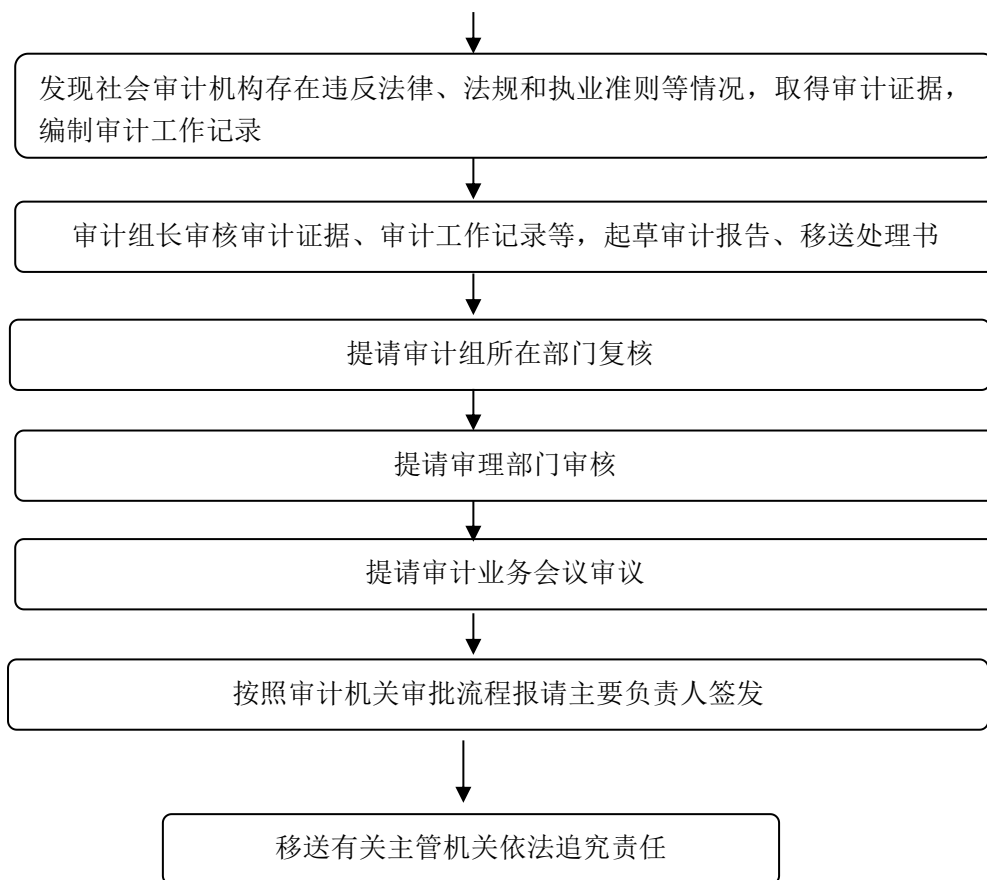 发现社会审计机构存在违反法律、法规和执业准则等情况，取得审计证据，
编制审计工作记录
审计组长审核审计证据、审计工作记录等，起草审计报告、移送处理书
提请审计组所在部门复核
提请审理部门审核
提请审计业务会议审议
按照审计机关审批流程报请主要负责人签发
移送有关主管机关依法追究责任